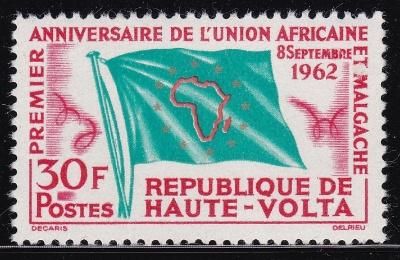 PREMIER
ANNIVERSAIRE DE L'UNION AFRICAINE
ET MALGACHE
8 SEPTEMBRE
1962
30F
POSTES
REPUBLIQUE DE
HAUTE-VOLTA
DECARIS
DELRIEU